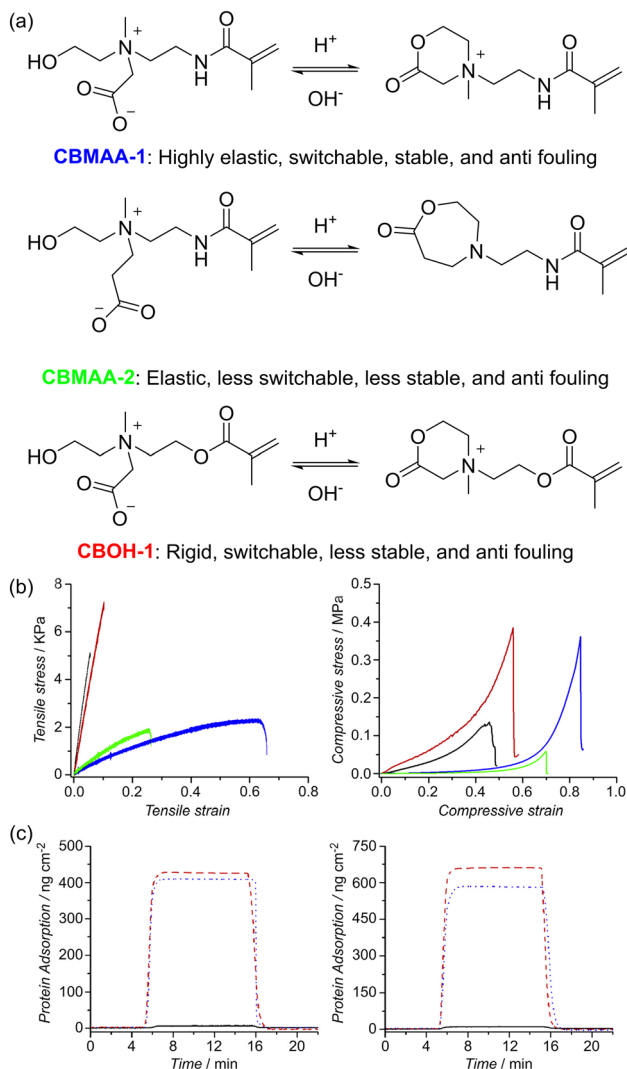 (a)
HO
N
+
N
H
O
O
O
−
H+
OH-
O
O
N
+
N
H
O
CBMAA-1: Highly elastic, switchable, stable, and anti fouling
HO
N
+
N
H
O
−
O
O
H+
OH-
O
O
N
N
H
O
CBMAA-2: Elastic, less switchable, less stable, and anti fouling
HO
N
+
O
O
O
O
−
H+
OH-
O
O
N
+
O
O
CBOH-1: Rigid, switchable, less stable, and anti fouling
(b)
Tensile stress / KPa
8
6
4
2
0
0.0 0.2 0.4 0.6 0.8
Tensile strain
Compressive stress / MPa
0.5
0.4
0.3
0.2
0.1
0.0
0.0 0.2 0.4 0.6 0.8 1.0
Compressive strain
(c)
Protein Adsorption / ng cm-2
500
400
300
200
100
0
0 4 8 12 16 20
Time / min
Protein Adsorption / ng cm-2
750
600
450
300
150
0
0 4 8 12 16 20
Time / min